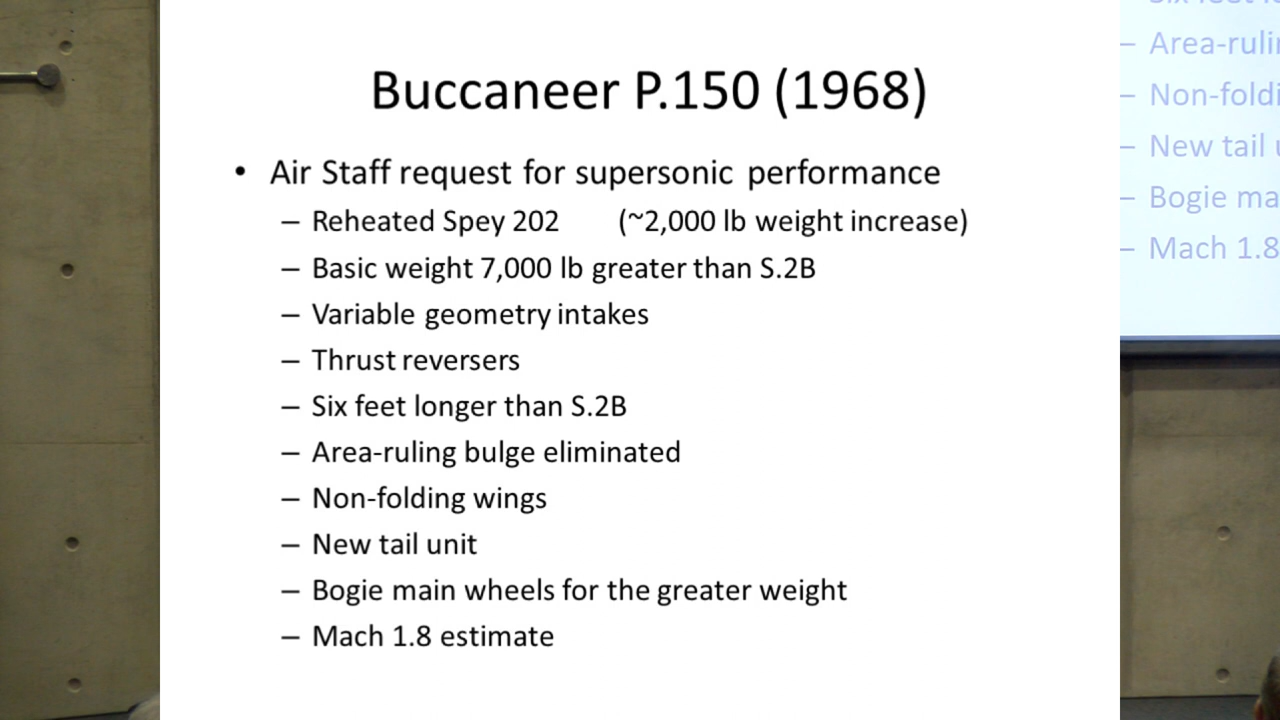 Buccaneer P.150 (1968)
• Air Staff request for supersonic performance
– Reheated Spey 202 (~2,000 lb weight increase)
– Basic weight 7,000 lb greater than S.2B
– Variable geometry intakes
– Thrust reversers
– Six feet longer than S.2B
– Area-ruling bulge eliminated
– Non-folding wings
– New tail unit
– Bogie main wheels for the greater weight
– Mach 1.8 estimate
– Area-ruli
– Non-foldi
– New tail
– Bogie ma
– Mach 1.8